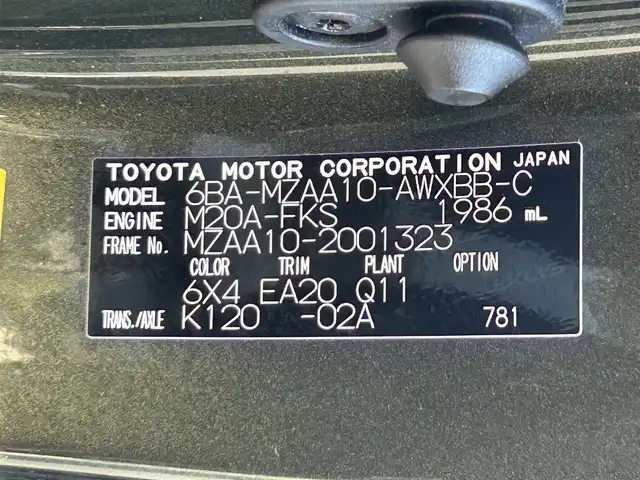 TOYOTA MOTOR CORPORATION JAPAN
MODEL 6BA-MZAA10-AWXBB-C
ENGINE M20A-FKS 1986 mL
FRAME No. MZAA10-2001323
COLOR TRIM PLANT OPTION
6X4 EA20 Q11
TRANS./AXLE K120 -02A 781